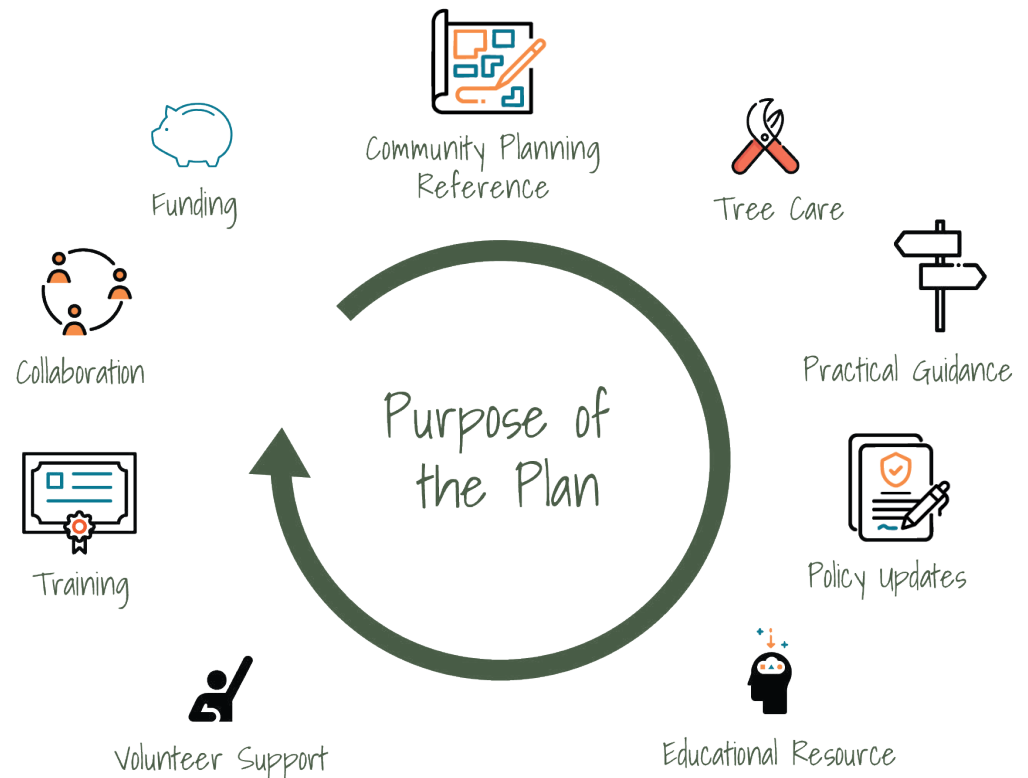 Community Planning
Reference
Funding
Tree Care
Collaboration
Practical Guidance
Purpose of
the Plan
Training
Policy Updates
Volunteer Support
Educational Resource